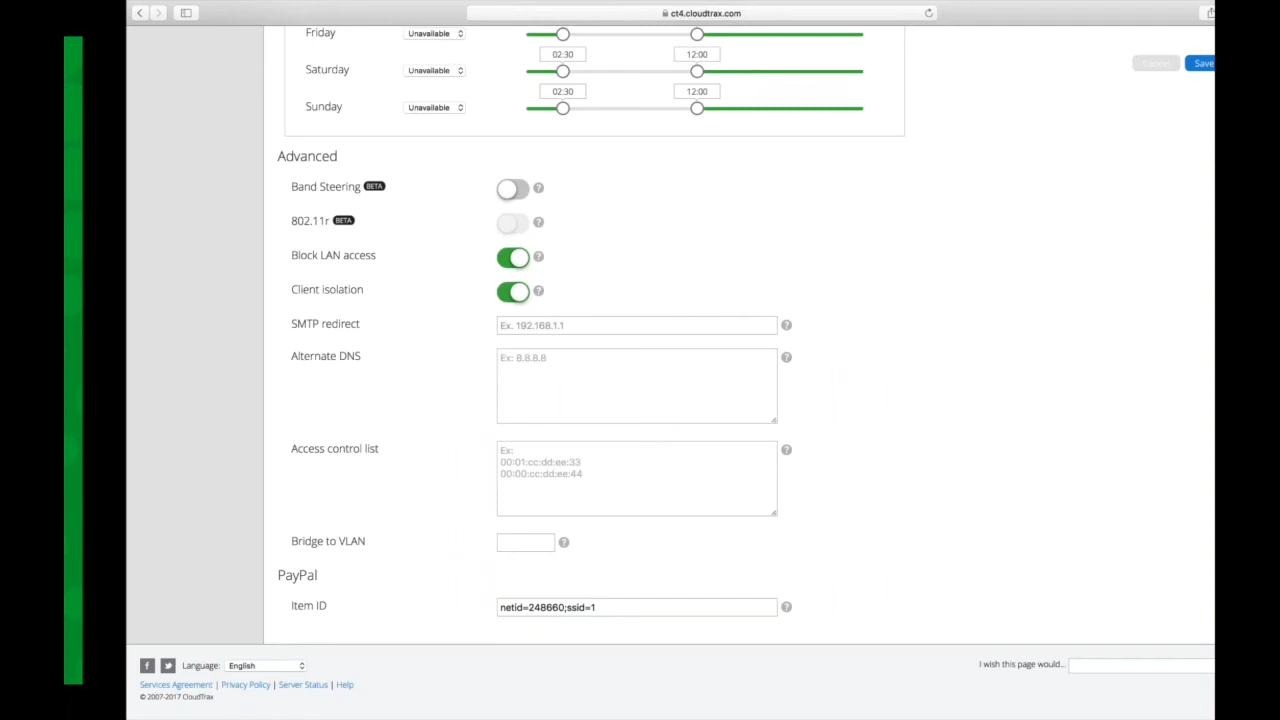 ct4.cloudtrax.com
Friday Unavailable
02:30 12:00
Saturday Unavailable
02:30 12:00
Sunday Unavailable
Cancel Save
Advanced
Band Steering BETA ?
802.11r BETA ?
Block LAN access ?
Client isolation ?
SMTP redirect Ex. 192.168.1.1 ?
Alternate DNS Ex: 8.8.8.8 ?
Access control list Ex: ?
00:01:cc:dd:ee:33
00:00:cc:dd:ee:44
Bridge to VLAN ?
PayPal
Item ID netid=248660;ssid=1 ?
f Language: English I wish this page would...
Services Agreement | Privacy Policy | Server Status | Help
© 2007-2017 CloudTrax